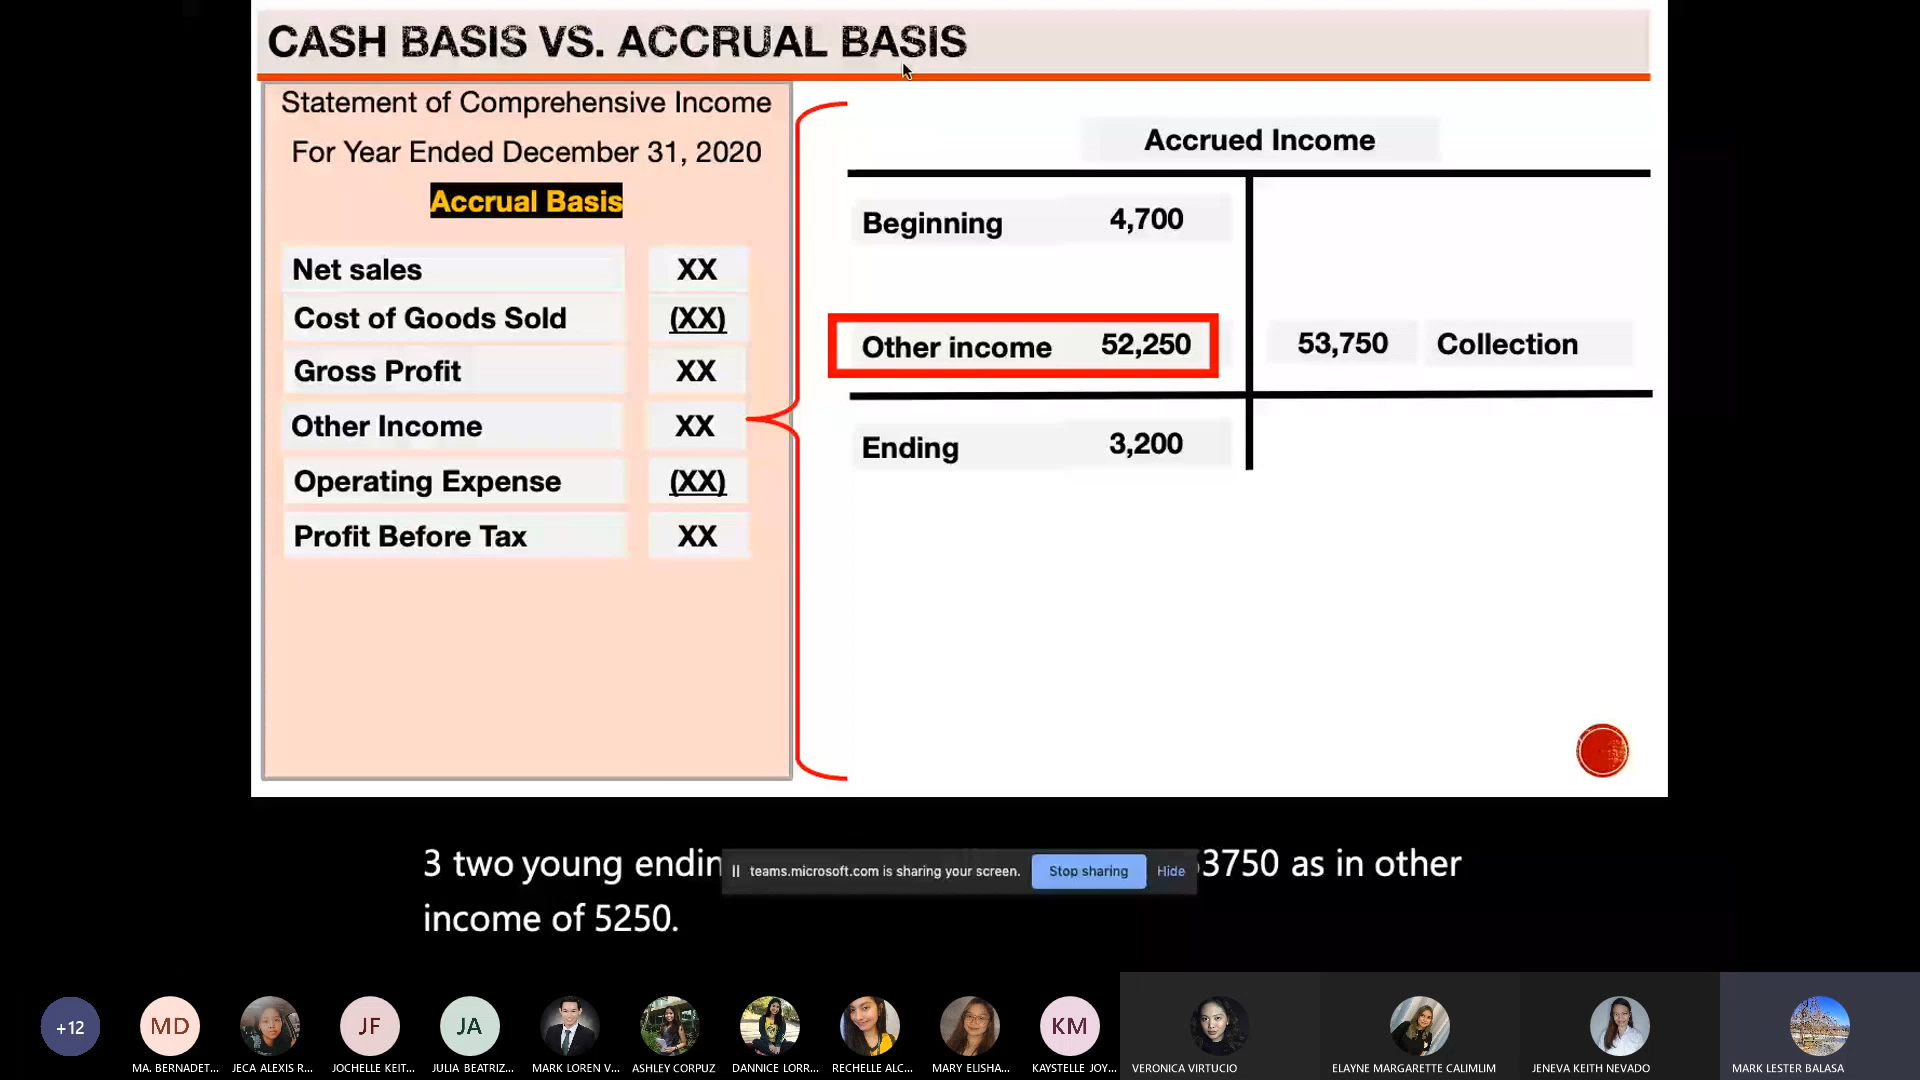 CASH BASIS VS. ACCRUAL BASIS
Statement of Comprehensive Income
For Year Ended December 31, 2020
Accrual Basis
Net sales XX
Cost of Goods Sold (XX)
Gross Profit XX
Other Income XX
Operating Expense (XX)
Profit Before Tax XX
Accrued Income
Beginning 4,700
Other income 52,250 53,750 Collection
Ending 3,200
3 two young endin 3750 as in other
income of 5250.
teams.microsoft.com is sharing your screen. Stop sharing Hide
+12 MD JF JA KM
MA. BERNADET... JECA ALEXIS R... JOCHELLE KEIT... JULIA BEATRIZ... MARK LOREN V... ASHLEY CORPUZ DANNICE LORR... RECHELLE ALC... MARY ELISHA... KAYSTELLE JOY... VERONICA VIRTUCIO ELAYNE MARGARETTE CALIMLIM JENEVA KEITH NEVADO MARK LESTER BALASA